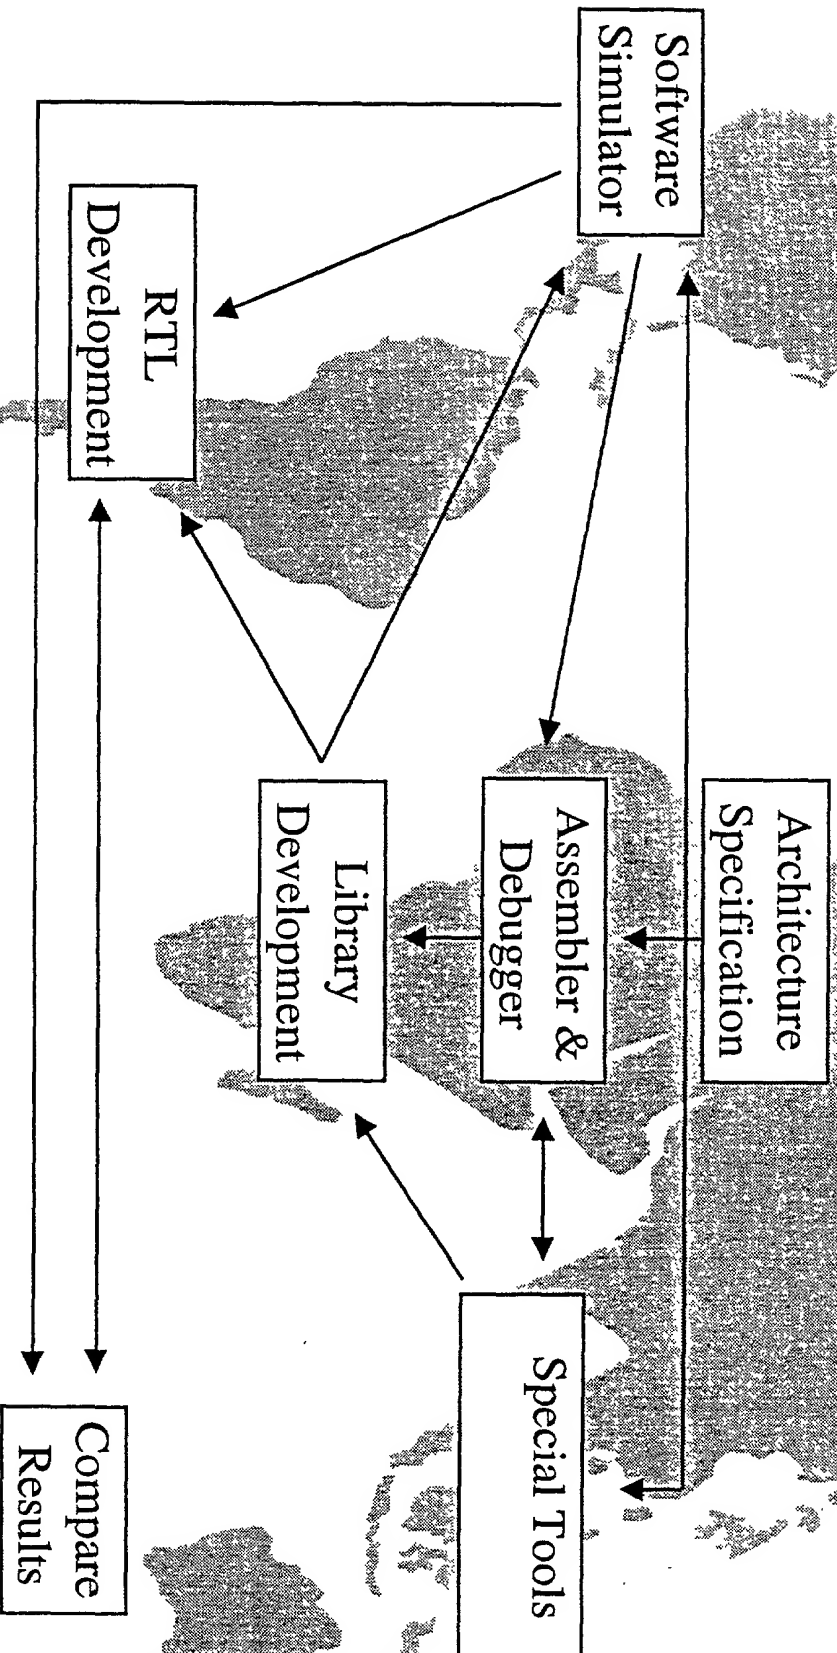 Architecture
Specification
Software
Simulator
Assembler &
Debugger
Special Tools
Library
Development
RTL
Development
Compare
Results